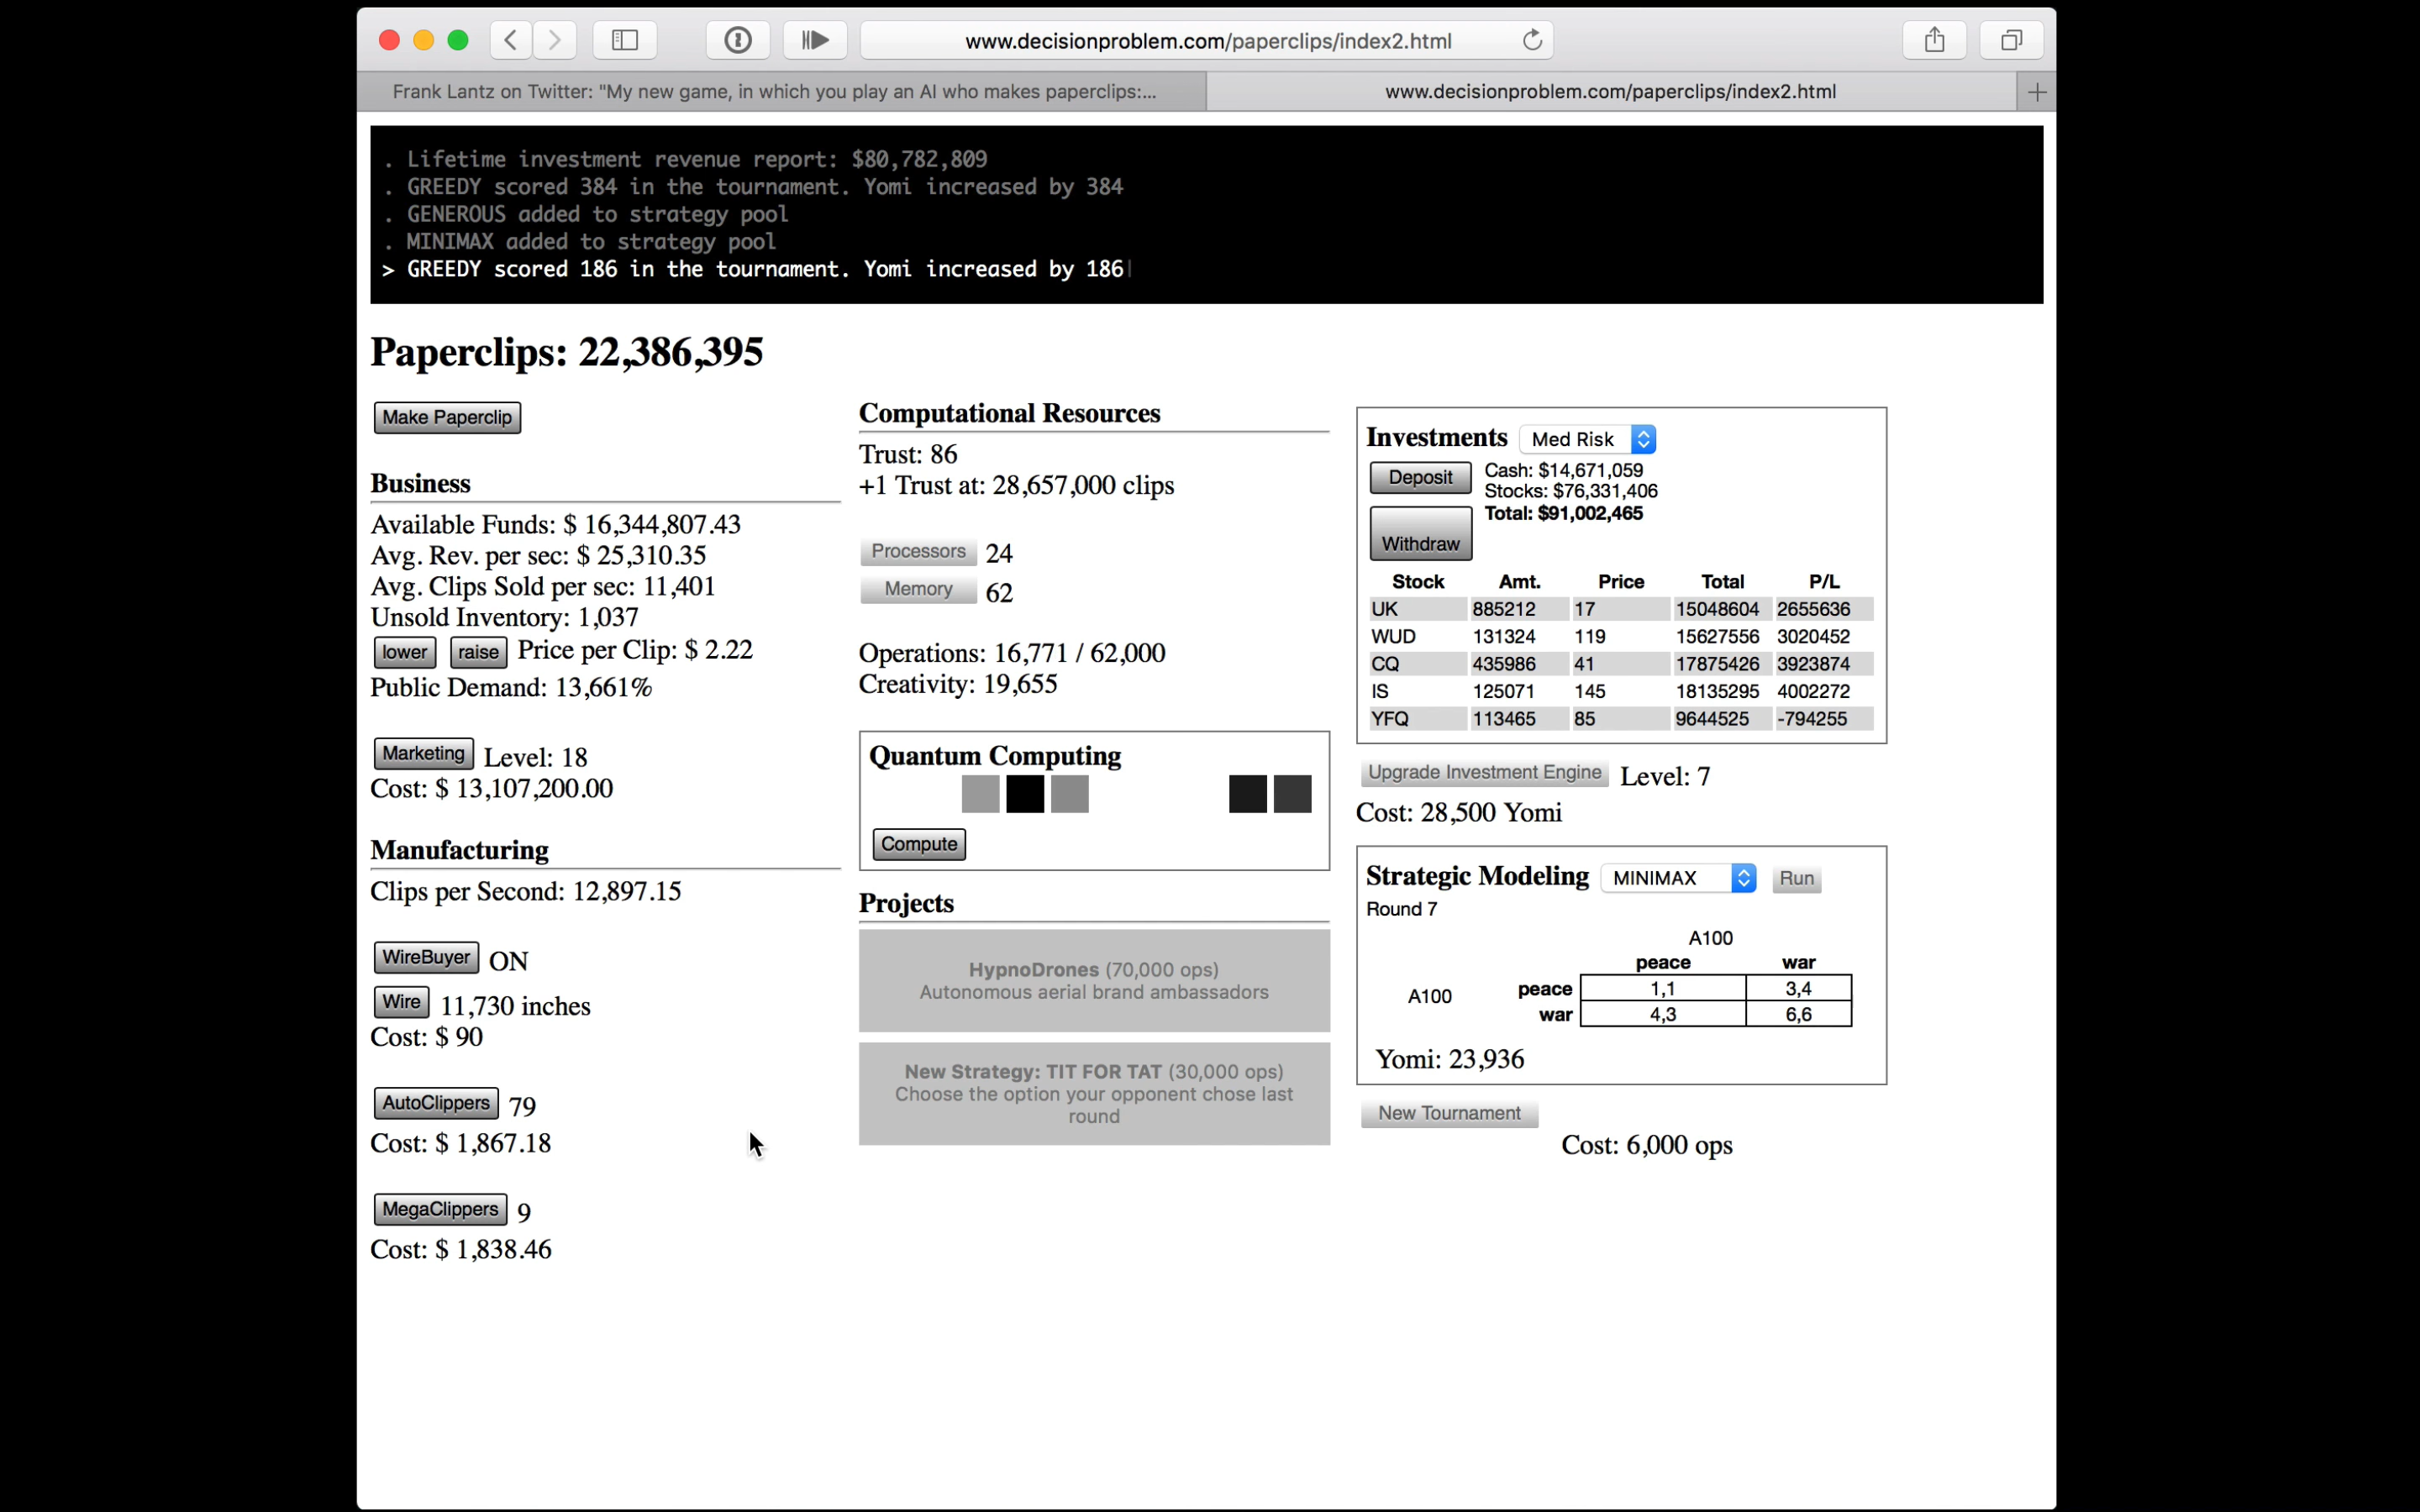 www.decisionproblem.com/paperclips/index2.html
Frank Lantz on Twitter: "My new game, in which you play an AI who makes paperclips:...
www.decisionproblem.com/paperclips/index2.html
. Lifetime investment revenue report: $80,782,809
. GREEDY scored 384 in the tournament. Yomi increased by 384
. GENEROUS added to strategy pool
. MINIMAX added to strategy pool
> GREEDY scored 186 in the tournament. Yomi increased by 186
Paperclips: 22,386,395
Make Paperclip
Business
Available Funds: $ 16,344,807.43
Avg. Rev. per sec: $ 25,310.35
Avg. Clips Sold per sec: 11,401
Unsold Inventory: 1,037
lower raise Price per Clip: $ 2.22
Public Demand: 13,661%
Marketing Level: 18
Cost: $ 13,107,200.00
Manufacturing
Clips per Second: 12,897.15
WireBuyer ON
Wire 11,730 inches
Cost: $ 90
AutoClippers 79
Cost: $ 1,867.18
MegaClippers 9
Cost: $ 1,838.46
Computational Resources
Trust: 86
+1 Trust at: 28,657,000 clips
Processors 24
Memory 62
Operations: 16,771 / 62,000
Creativity: 19,655
Quantum Computing
Compute
Projects
HypnoDrones (70,000 ops)
Autonomous aerial brand ambassadors
New Strategy: TIT FOR TAT (30,000 ops)
Choose the option your opponent chose last
round
Investments Med Risk
Deposit Cash: $14,671,059
Stocks: $76,331,406
Total: $91,002,465
Withdraw
Stock Amt. Price Total P/L
UK 885212 17 15048604 2655636
WUD 131324 119 15627556 3020452
CQ 435986 41 17875426 3923874
IS 125071 145 18135295 4002272
YFQ 113465 85 9644525 -794255
Upgrade Investment Engine Level: 7
Cost: 28,500 Yomi
Strategic Modeling MINIMAX Run
Round 7
A100
peace war
A100 peace 1,1 3,4
war 4,3 6,6
Yomi: 23,936
New Tournament
Cost: 6,000 ops